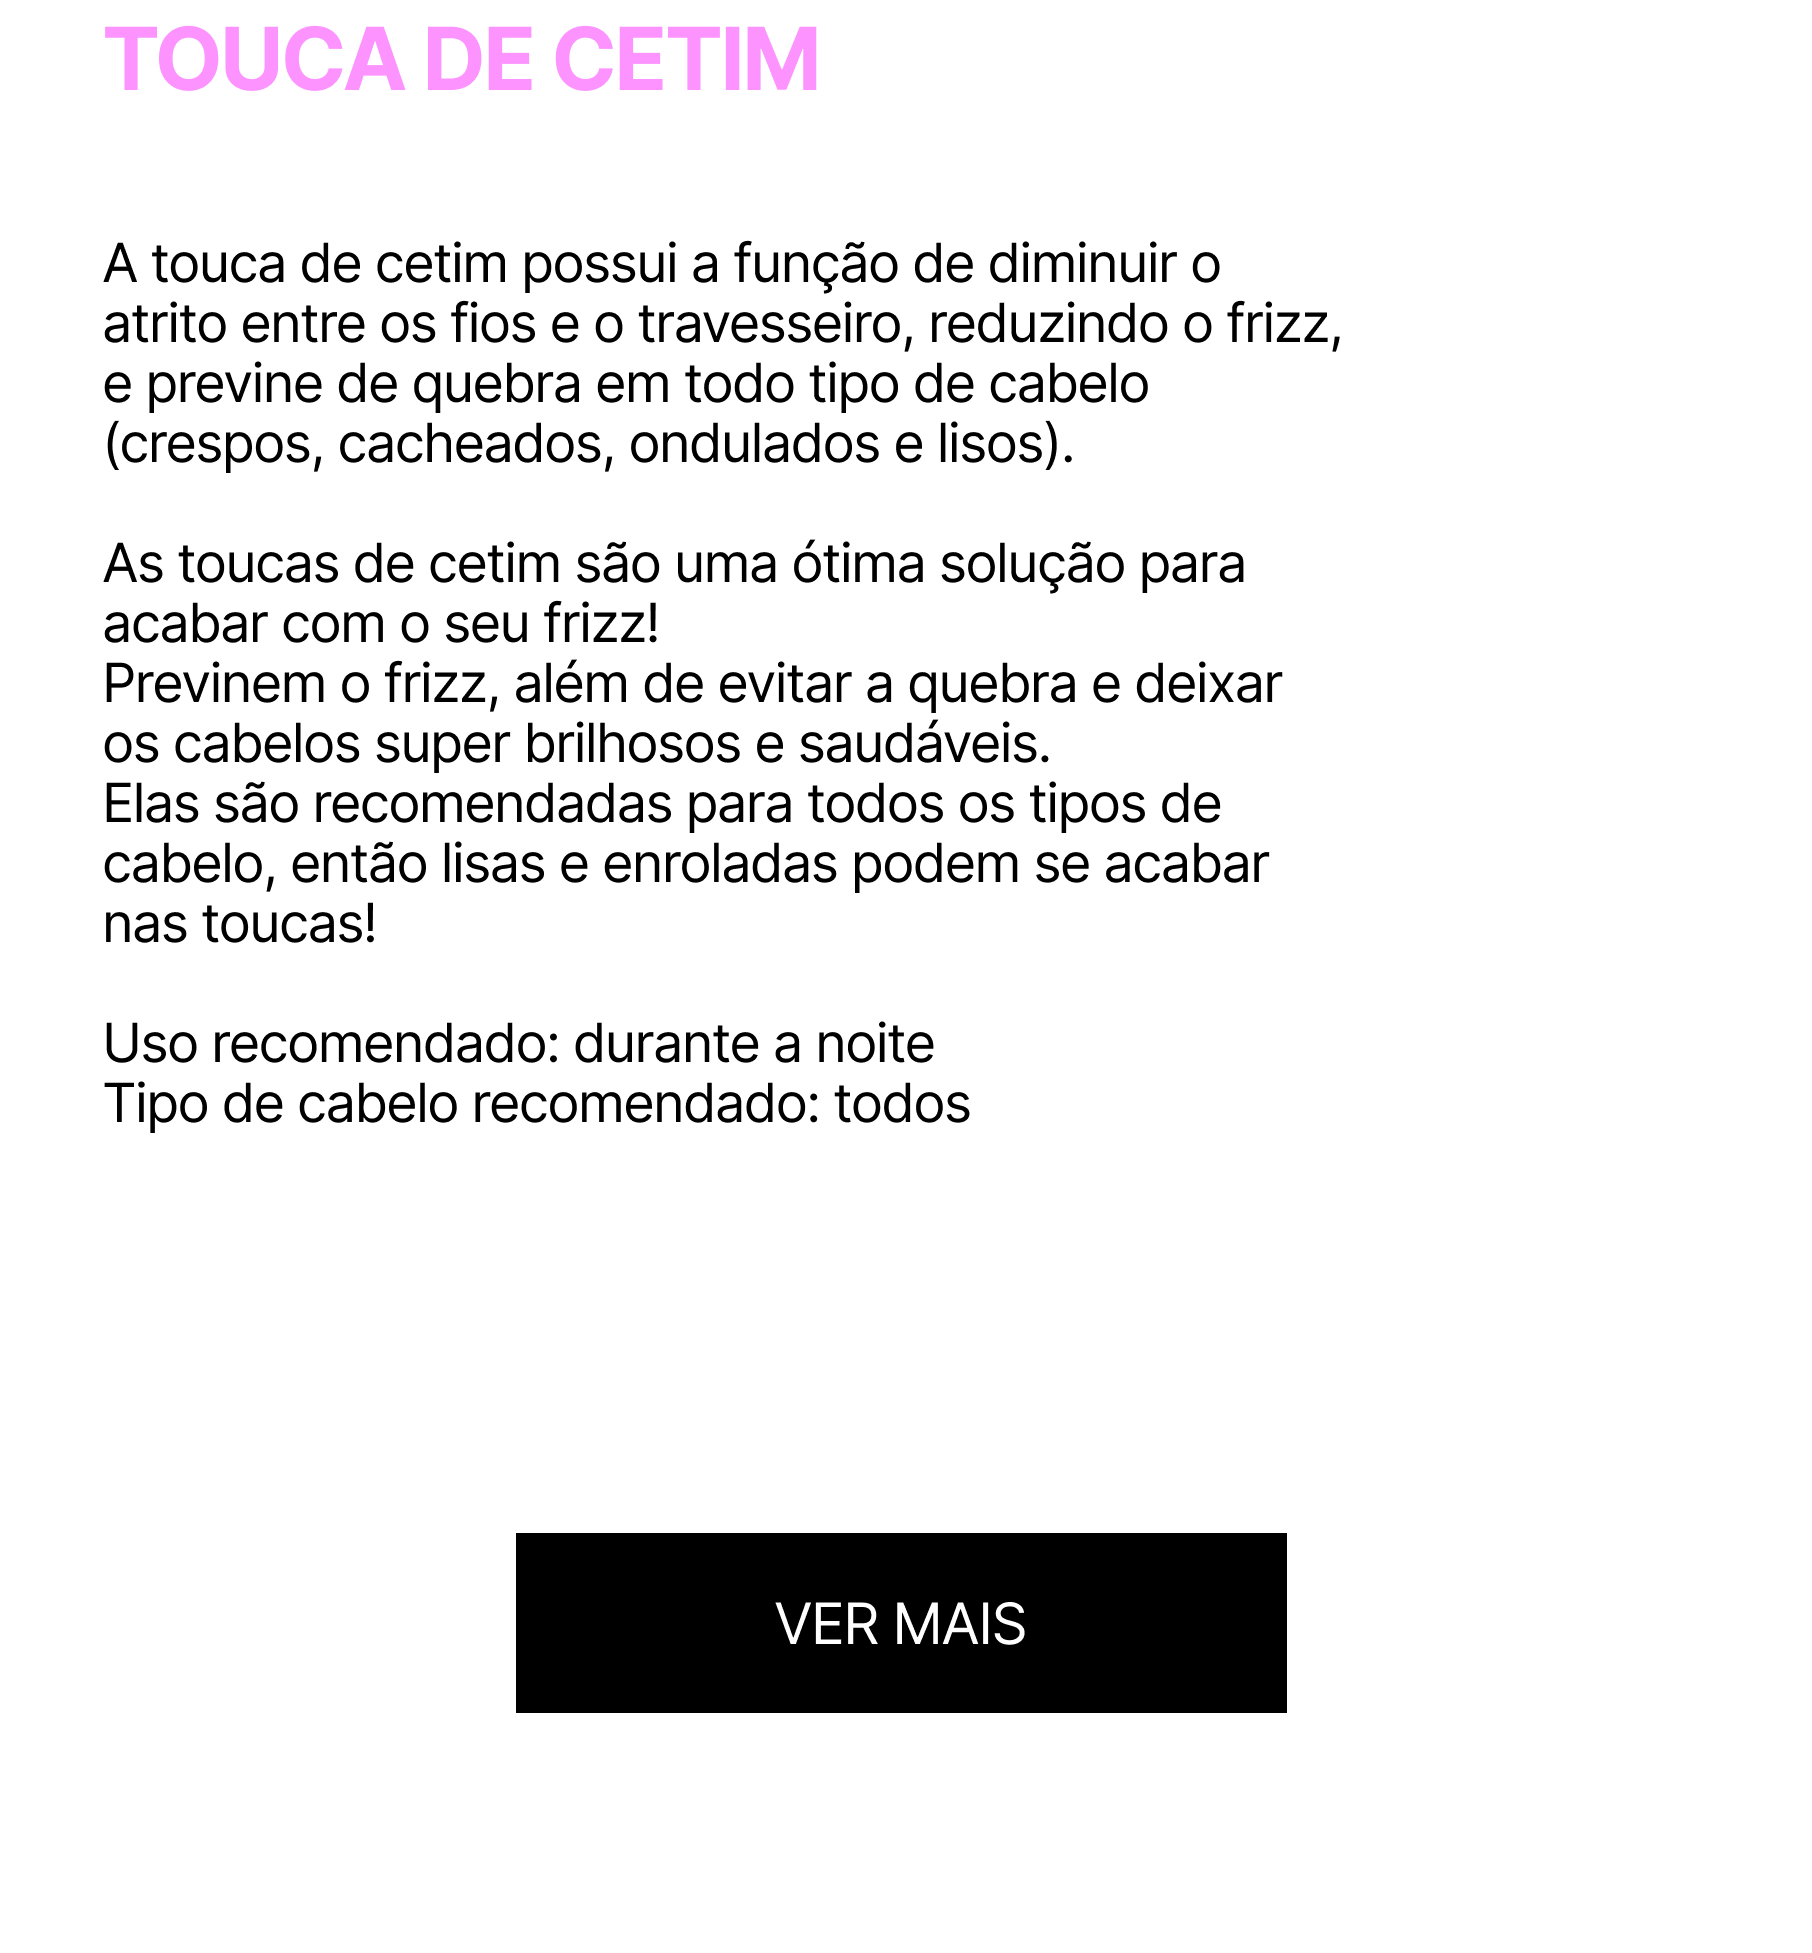 TOUCA DE CETIM
A touca de cetim possui a função de diminuir o
atrito entre os fios e o travesseiro, reduzindo o frizz,
e previne de quebra em todo tipo de cabelo
(crespos, cacheados, ondulados e lisos).
As toucas de cetim são uma ótima solução para
acabar com o seu frizz!
Previnem o frizz, além de evitar a quebra e deixar
os cabelos super brilhosos e saudáveis.
Elas são recomendadas para todos os tipos de
cabelo, então lisas e enroladas podem se acabar
nas toucas!
Uso recomendado: durante a noite
Tipo de cabelo recomendado: todos
VER MAIS